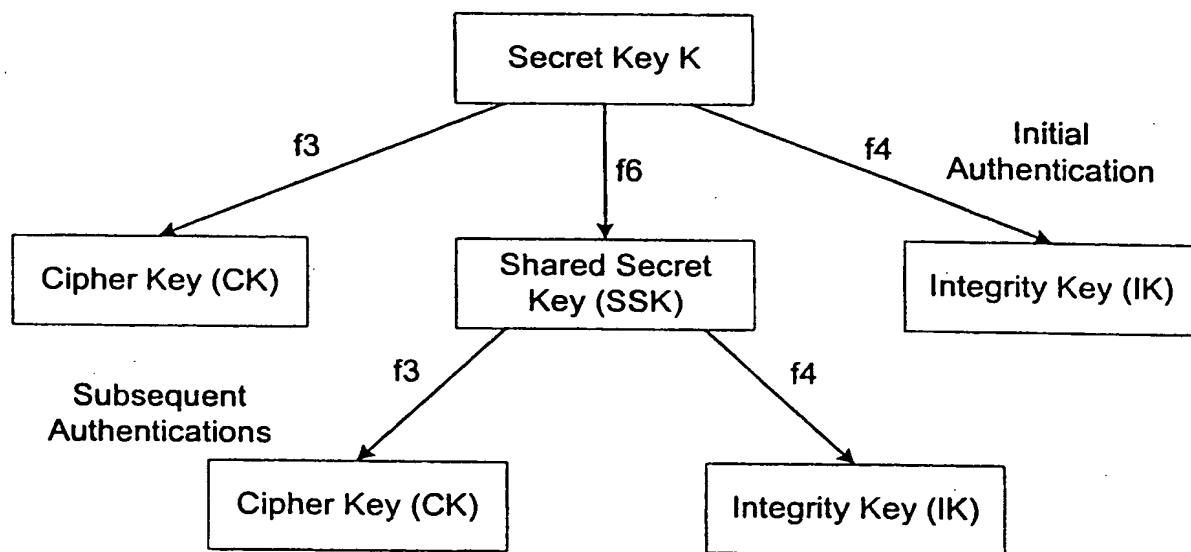 Secret Key K
f3
f6
f4
Initial
Authentication
Cipher Key (CK)
Shared Secret
Key (SSK)
Integrity Key (IK)
f3
f4
Subsequent
Authentications
Cipher Key (CK)
Integrity Key (IK)